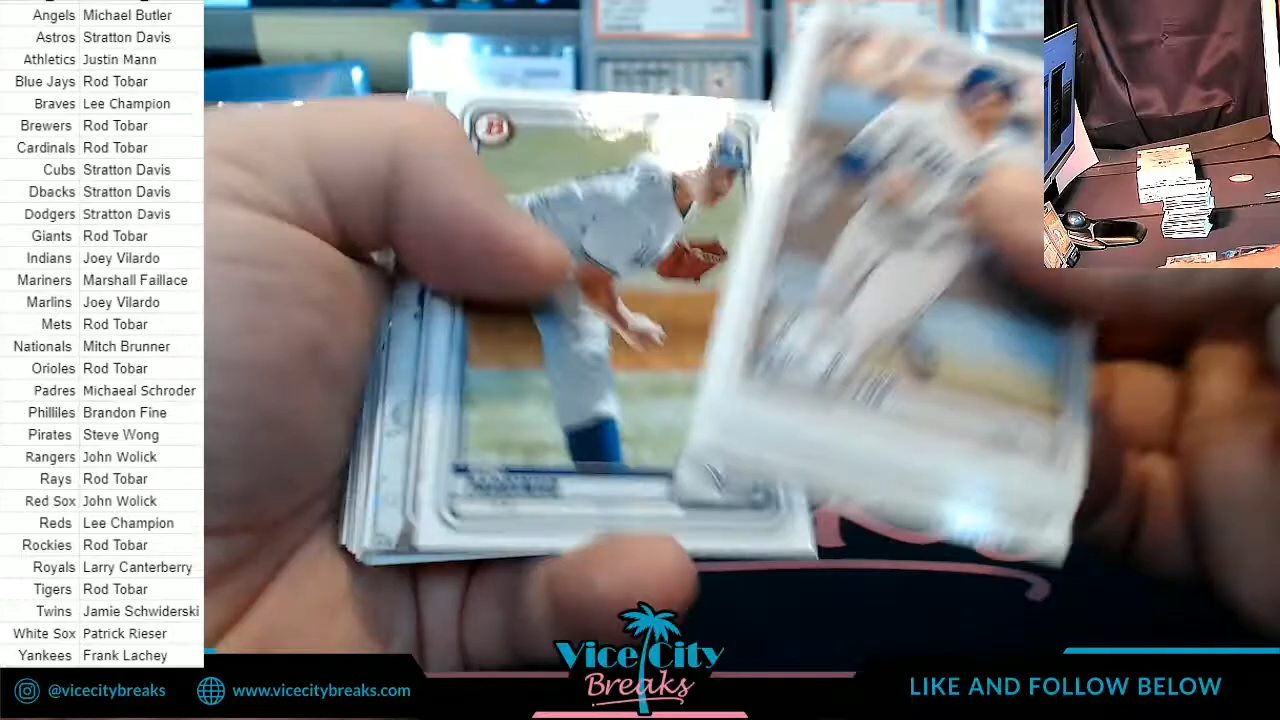 Angels Michael Butler
Astros Stratton Davis
Athletics Justin Mann
Blue Jays Rod Tobar
Braves Lee Champion
Brewers Rod Tobar
Cardinals Rod Tobar
Cubs Stratton Davis
Dbacks Stratton Davis
Dodgers Stratton Davis
Giants Rod Tobar
Indians Joey Vilardo
Mariners Marshall Faillace
Marlins Joey Vilardo
Mets Rod Tobar
Nationals Mitch Brunner
Orioles Rod Tobar
Padres Michaeal Schroder
Philliles Brandon Fine
Pirates Steve Wong
Rangers John Wolick
Rays Rod Tobar
Red Sox John Wolick
Reds Lee Champion
Rockies Rod Tobar
Royals Larry Canterberry
Tigers Rod Tobar
Twins Jamie Schwiderski
White Sox Patrick Rieser
Yankees Frank Lachey
@vicecitybreaks
www.vicecitybreaks.com
Vice City
Breaks
LIKE AND FOLLOW BELOW